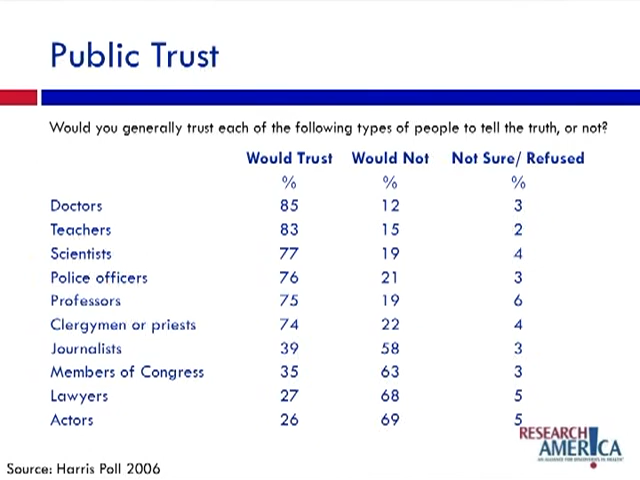 Public Trust
Would you generally trust each of the following types of people to tell the truth, or not?
Would Trust Would Not Not Sure/ Refused
% % %
Doctors 85 12 3
Teachers 83 15 2
Scientists 77 19 4
Police officers 76 21 3
Professors 75 19 6
Clergymen or priests 74 22 4
Journalists 39 58 3
Members of Congress 35 63 3
Lawyers 27 68 5
Actors 26 69 5
RESEARCH
AMERICA
Source: Harris Poll 2006